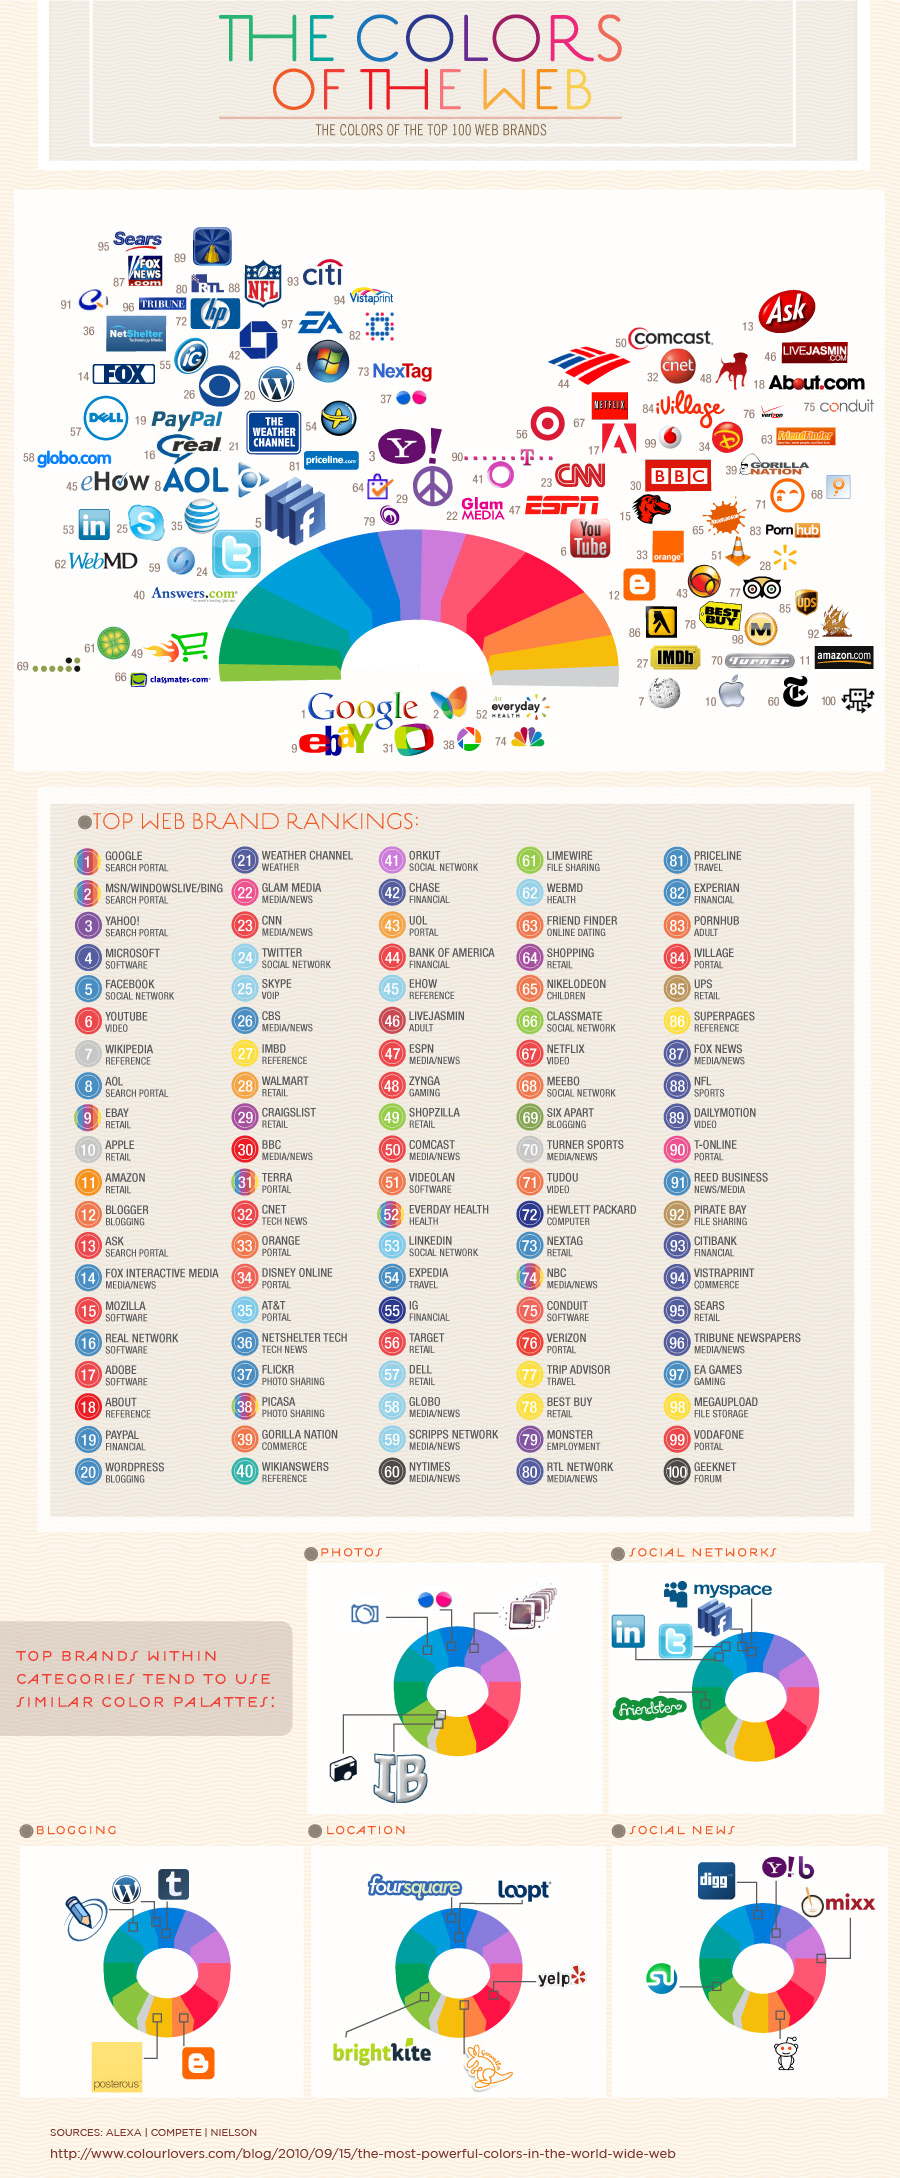 THE COLORS
OF THE WEB
THE COLORS OF THE TOP 100 WEB BRANDS
95 Sears
89
87 FOX NEWS .com
80 RTL
88 NFL
93 citi
94 Vistaprint
91
96 TRIBUNE
72 hp
97 EA
82
36 NetShelter Technology Media
55 iG
42
4
73 NexTag
14 FOX
26
20
37
57 DELL
19 PayPal
21 THE WEATHER CHANNEL
54
58 globo.com
16 real
81 priceline.com
3 Y!
45 eHow
8 AOL
5 f
64
29
79
53 in
25 S
35
62 WebMD
59
24 t
40 Answers.com
61
49
69
66 classmates.com
13 Ask
50 comcast.
44
32 cnet
48
46 LIVEJASMIN .COM
18 About.com
67 NETFLIX
84 iVillage
76 verizon
75 conduit
56
17
99
34
63 FriendFinder
90 T
41
23 CNN
30 BBC
39 GORILLA NATION
71
68
22 Glam MEDIA
47 ESPN
15
65 nickelodeon
83 Pornhub
6 You Tube
33 orange
51
28
12
43
77
85 ups
86
78 BEST BUY
98 M
92
27 IMDb
70 Turner
11 amazon.com
7
10
60
100
1 Google
2
52 An everyday HEALTH
9 ebay
31
38
74
TOP WEB BRAND RANKINGS:
1 GOOGLE
SEARCH PORTAL
2 MSN/WINDOWSLIVE/BING
SEARCH PORTAL
3 YAHOO!
SEARCH PORTAL
4 MICROSOFT
SOFTWARE
5 FACEBOOK
SOCIAL NETWORK
6 YOUTUBE
VIDEO
7 WIKIPEDIA
REFERENCE
8 AOL
SEARCH PORTAL
9 EBAY
RETAIL
10 APPLE
RETAIL
11 AMAZON
RETAIL
12 BLOGGER
BLOGGING
13 ASK
SEARCH PORTAL
14 FOX INTERACTIVE MEDIA
MEDIA/NEWS
15 MOZILLA
SOFTWARE
16 REAL NETWORK
SOFTWARE
17 ADOBE
SOFTWARE
18 ABOUT
REFERENCE
19 PAYPAL
FINANCIAL
20 WORDPRESS
BLOGGING
21 WEATHER CHANNEL
WEATHER
22 GLAM MEDIA
MEDIA/NEWS
23 CNN
MEDIA/NEWS
24 TWITTER
SOCIAL NETWORK
25 SKYPE
VOIP
26 CBS
MEDIA/NEWS
27 IMBD
REFERENCE
28 WALMART
RETAIL
29 CRAIGSLIST
RETAIL
30 BBC
MEDIA/NEWS
31 TERRA
PORTAL
32 CNET
TECH NEWS
33 ORANGE
PORTAL
34 DISNEY ONLINE
PORTAL
35 AT&T
PORTAL
36 NETSHELTER TECH
TECH NEWS
37 FLICKR
PHOTO SHARING
38 PICASA
PHOTO SHARING
39 GORILLA NATION
COMMERCE
40 WIKIANSWERS
REFERENCE
41 ORKUT
SOCIAL NETWORK
42 CHASE
FINANCIAL
43 UOL
PORTAL
44 BANK OF AMERICA
FINANCIAL
45 EHOW
REFERENCE
46 LIVEJASMIN
ADULT
47 ESPN
MEDIA/NEWS
48 ZYNGA
GAMING
49 SHOPZILLA
RETAIL
50 COMCAST
MEDIA/NEWS
51 VIDEOLAN
SOFTWARE
52 EVERDAY HEALTH
HEALTH
53 LINKEDIN
SOCIAL NETWORK
54 EXPEDIA
TRAVEL
55 IG
FINANCIAL
56 TARGET
RETAIL
57 DELL
RETAIL
58 GLOBO
MEDIA/NEWS
59 SCRIPPS NETWORK
MEDIA/NEWS
60 NYTIMES
MEDIA/NEWS
61 LIMEWIRE
FILE SHARING
62 WEBMD
HEALTH
63 FRIEND FINDER
ONLINE DATING
64 SHOPPING
RETAIL
65 NIKELODEON
CHILDREN
66 CLASSMATE
SOCIAL NETWORK
67 NETFLIX
VIDEO
68 MEEBO
SOCIAL NETWORK
69 SIX APART
BLOGGING
70 TURNER SPORTS
MEDIA/NEWS
71 TUDOU
VIDEO
72 HEWLETT PACKARD
COMPUTER
73 NEXTAG
RETAIL
74 NBC
MEDIA/NEWS
75 CONDUIT
SOFTWARE
76 VERIZON
PORTAL
77 TRIP ADVISOR
TRAVEL
78 BEST BUY
RETAIL
79 MONSTER
EMPLOYMENT
80 RTL NETWORK
MEDIA/NEWS
81 PRICELINE
TRAVEL
82 EXPERIAN
FINANCIAL
83 PORNHUB
ADULT
84 IVILLAGE
PORTAL
85 UPS
RETAIL
86 SUPERPAGES
REFERENCE
87 FOX NEWS
MEDIA/NEWS
88 NFL
SPORTS
89 DAILYMOTION
VIDEO
90 T-ONLINE
PORTAL
91 REED BUSINESS
NEWS/MEDIA
92 PIRATE BAY
FILE SHARING
93 CITIBANK
FINANCIAL
94 VISTRAPRINT
COMMERCE
95 SEARS
RETAIL
96 TRIBUNE NEWSPAPERS
MEDIA/NEWS
97 EA GAMES
GAMING
98 MEGAUPLOAD
FILE STORAGE
99 VODAFONE
PORTAL
100 GEEKNET
FORUM
TOP BRANDS WITHIN
CATEGORIES TEND TO USE
SIMILAR COLOR PALATTES:
PHOTOS
IB
SOCIAL NETWORKS
myspace
in
t
f
friendster
BLOGGING
t
posterous
LOCATION
foursquare
loopt
yelp
brightkite
gowalla
SOCIAL NEWS
digg
Y!b
mixx
SOURCES: ALEXA | COMPETE | NIELSON
http://www.colourlovers.com/blog/2010/09/15/the-most-powerful-colors-in-the-world-wide-web